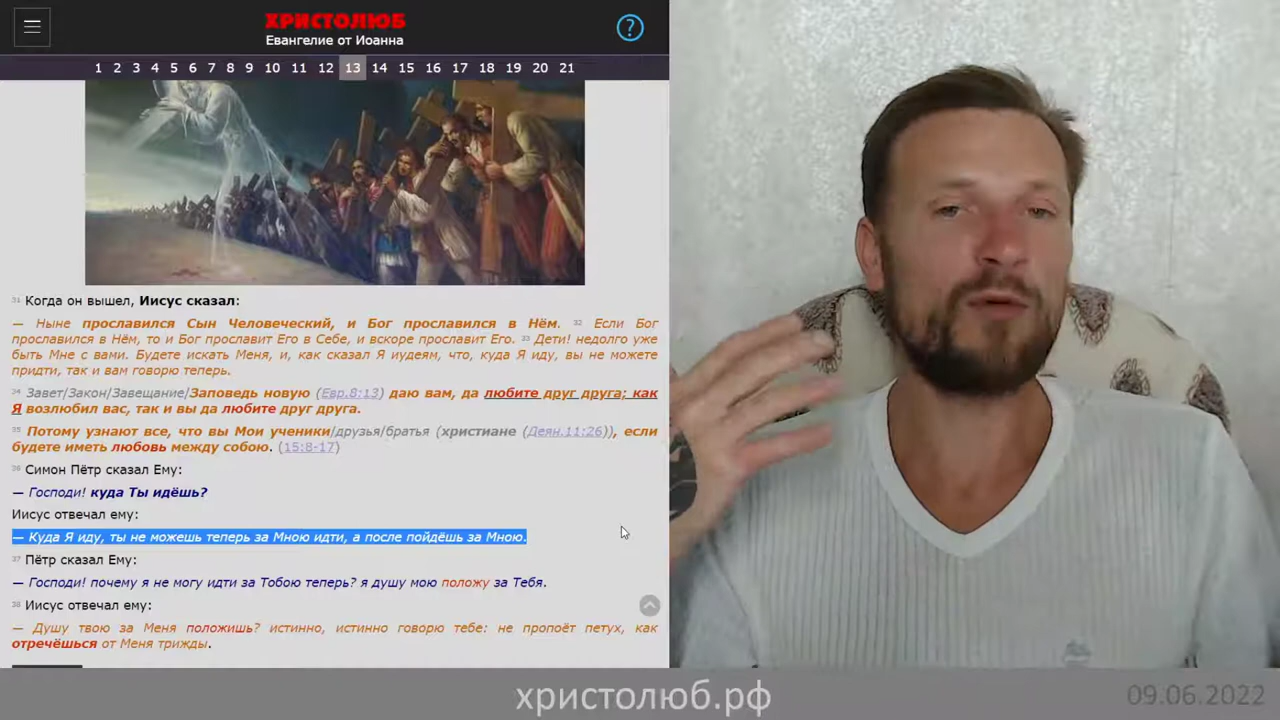 ХРИСТОЛЮБ
Евангелие от Иоанна
?
1 2 3 4 5 6 7 8 9 10 11 12 13 14 15 16 17 18 19 20 21
31 Когда он вышел, Иисус сказал:
— Ныне прославился Сын Человеческий, и Бог прославился в Нём. 32 Если Бог
прославился в Нём, то и Бог прославит Его в Себе, и вскоре прославит Его. 33 Дети! недолго уже
быть Мне с вами. Будете искать Меня, и, как сказал Я иудеям, что, куда Я иду, вы не можете
придти, так и вам говорю теперь.
34 Завет/Закон/Завещание/Заповедь новую (Евр.8:13) даю вам, да любите друг друга; как
Я возлюбил вас, так и вы да любите друг друга.
35 Потому узнают все, что вы Мои ученики/друзья/братья (христиане (Деян.11:26)), если
будете иметь любовь между собою. (15:8-17)
36 Симон Пётр сказал Ему:
— Господи! куда Ты идёшь?
Иисус отвечал ему:
— Куда Я иду, ты не можешь теперь за Мною идти, а после пойдёшь за Мною.
37 Пётр сказал Ему:
— Господи! почему я не могу идти за Тобою теперь? я душу мою положу за Тебя.
38 Иисус отвечал ему:
— Душу твою за Меня положишь? истинно, истинно говорю тебе: не пропоёт петух, как
отречёшься от Меня трижды.
христолюб.рф
09.06.2022